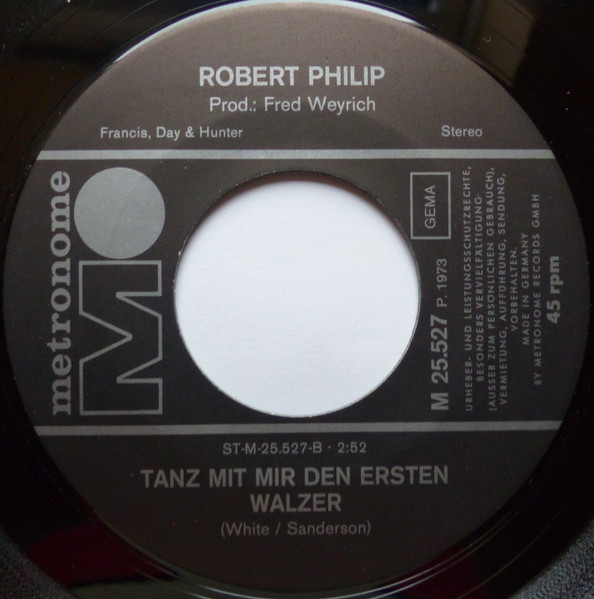 ROBERT PHILIP
Prod.: Fred Weyrich
Francis, Day & Hunter
Stereo
metronome
M
GEMA
M 25.527 P. 1973
URHEBER- UND LEISTUNGSSCHUTZRECHTE,
BESONDERS VERVIELFÄLTIGUNG
(AUSSER ZUM PERSÖNLICHEN GEBRAUCH),
VERMIETUNG, AUFFÜHRUNG, SENDUNG,
VORBEHALTEN.
MADE IN GERMANY
BY METRONOME RECORDS GMBH
45 rpm
ST-M-25.527-B · 2:52
TANZ MIT MIR DEN ERSTEN
WALZER
(White / Sanderson)